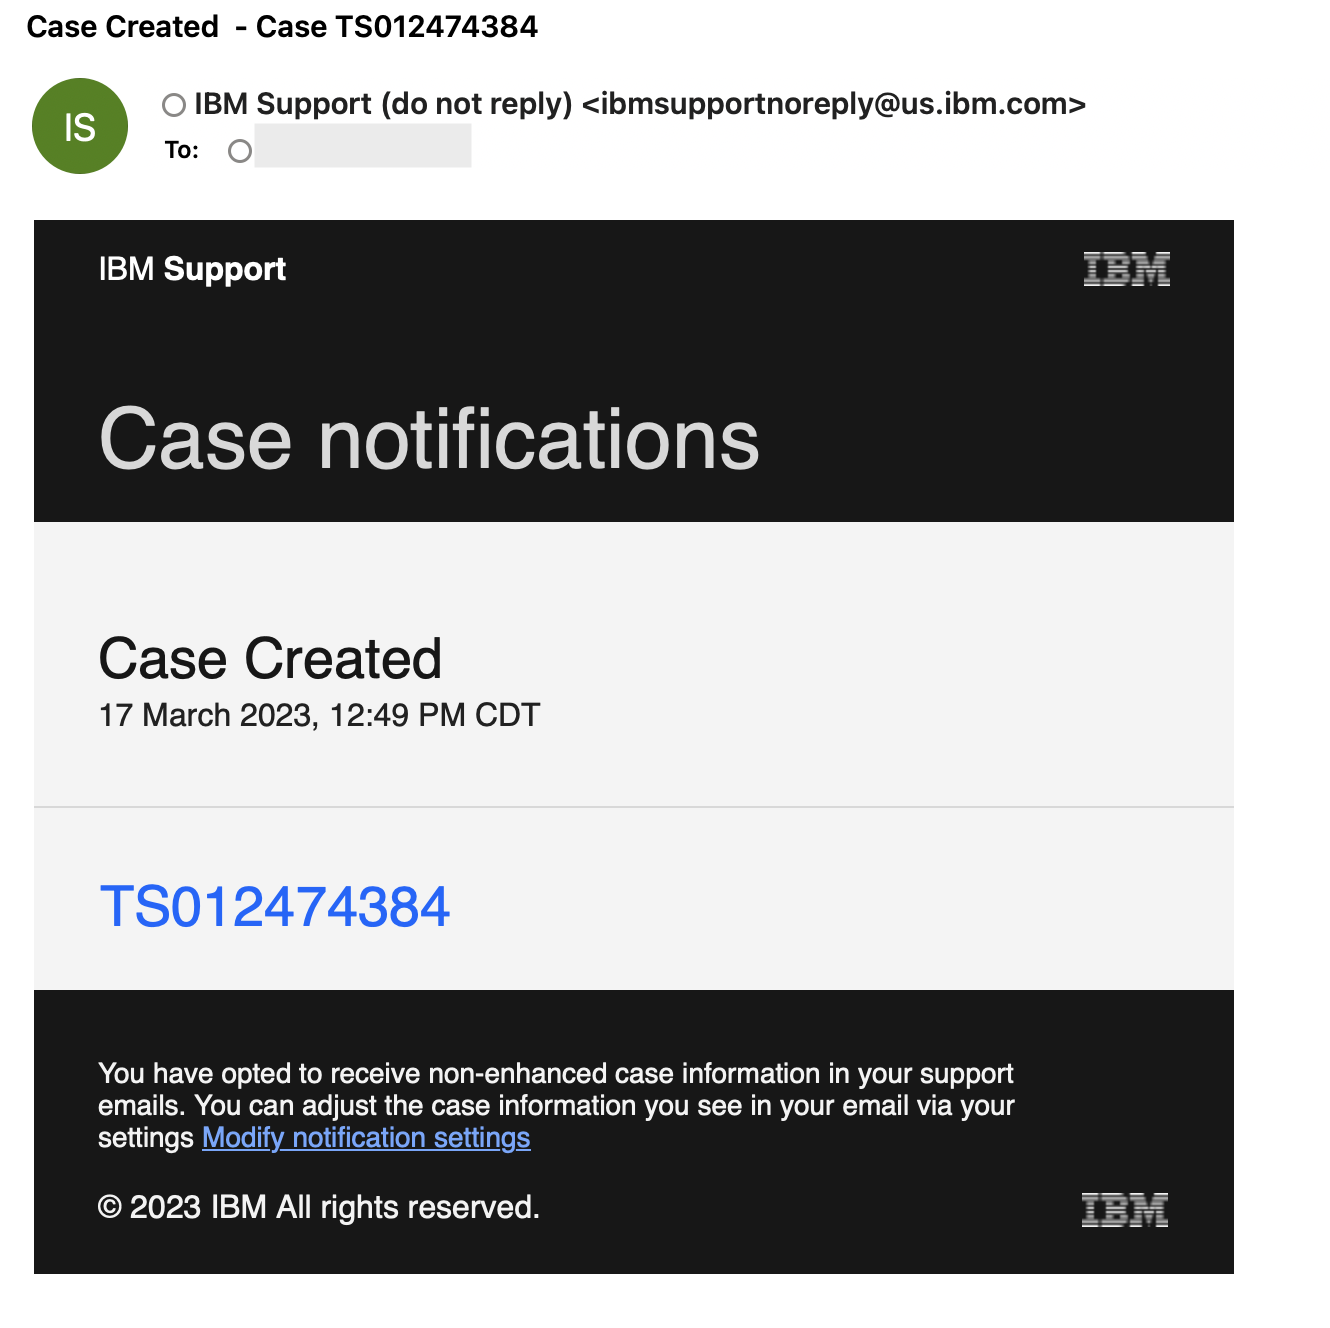 Case Created - Case TS012474384
IS
IBM Support (do not reply) <ibmsupportnoreply@us.ibm.com>
To:
IBM Support
IBM
Case notifications
Case Created
17 March 2023, 12:49 PM CDT
TS012474384
You have opted to receive non-enhanced case information in your support
emails. You can adjust the case information you see in your email via your
settings Modify notification settings
© 2023 IBM All rights reserved.
IBM